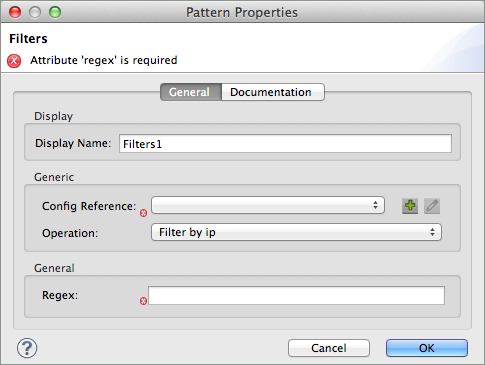 Pattern Properties
Filters
Attribute 'regex' is required
General Documentation
Display
Display Name: Filters1
Generic
Config Reference:
Operation: Filter by ip
General
Regex:
? Cancel OK